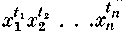 x_1^{t_1} x_2^{t_2} . . . x_n^{t_n}